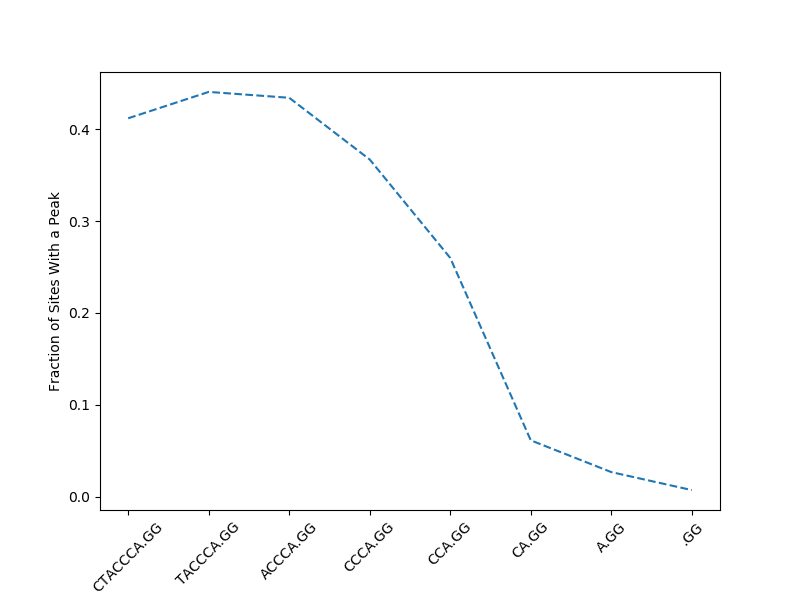 Fraction of Sites With a Peak
0.4
0.3
0.2
0.1
0.0
CTACCCA.GG
TACCCA.GG
ACCCA.GG
CCCA.GG
CCA.GG
CA.GG
A.GG
.GG